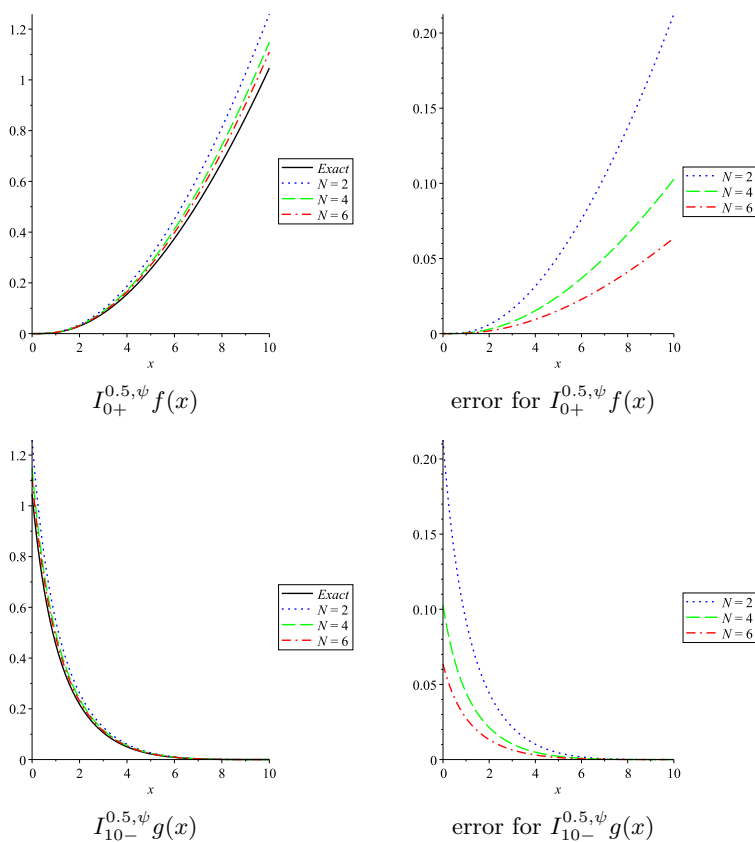 1.2
1
0.8
0.6
0.4
0.2
0
0 2 4 6 8 10
x
Exact
N = 2
N = 4
N = 6
I_{0+}^{0.5,ψ} f(x)
0.20
0.15
0.10
0.05
0
0 2 4 6 8 10
x
N = 2
N = 4
N = 6
error for I_{0+}^{0.5,ψ} f(x)
1.2
1
0.8
0.6
0.4
0.2
0
0 2 4 6 8 10
x
Exact
N = 2
N = 4
N = 6
I_{10−}^{0.5,ψ} g(x)
0.20
0.15
0.10
0.05
0
0 2 4 6 8 10
x
N = 2
N = 4
N = 6
error for I_{10−}^{0.5,ψ} g(x)